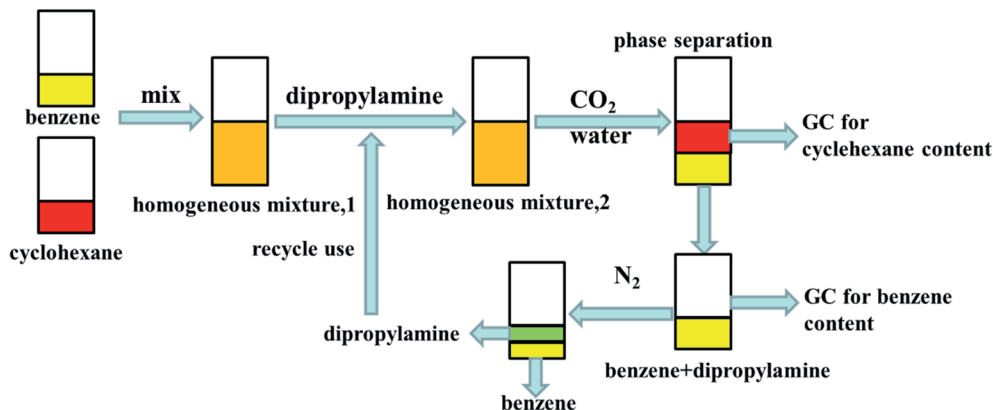 benzene
cyclohexane
mix
homogeneous mixture,1
dipropylamine
homogeneous mixture,2
CO₂
water
phase separation
GC for
cyclehexane content
recycle use
N₂
benzene+dipropylamine
GC for benzene
content
dipropylamine
benzene